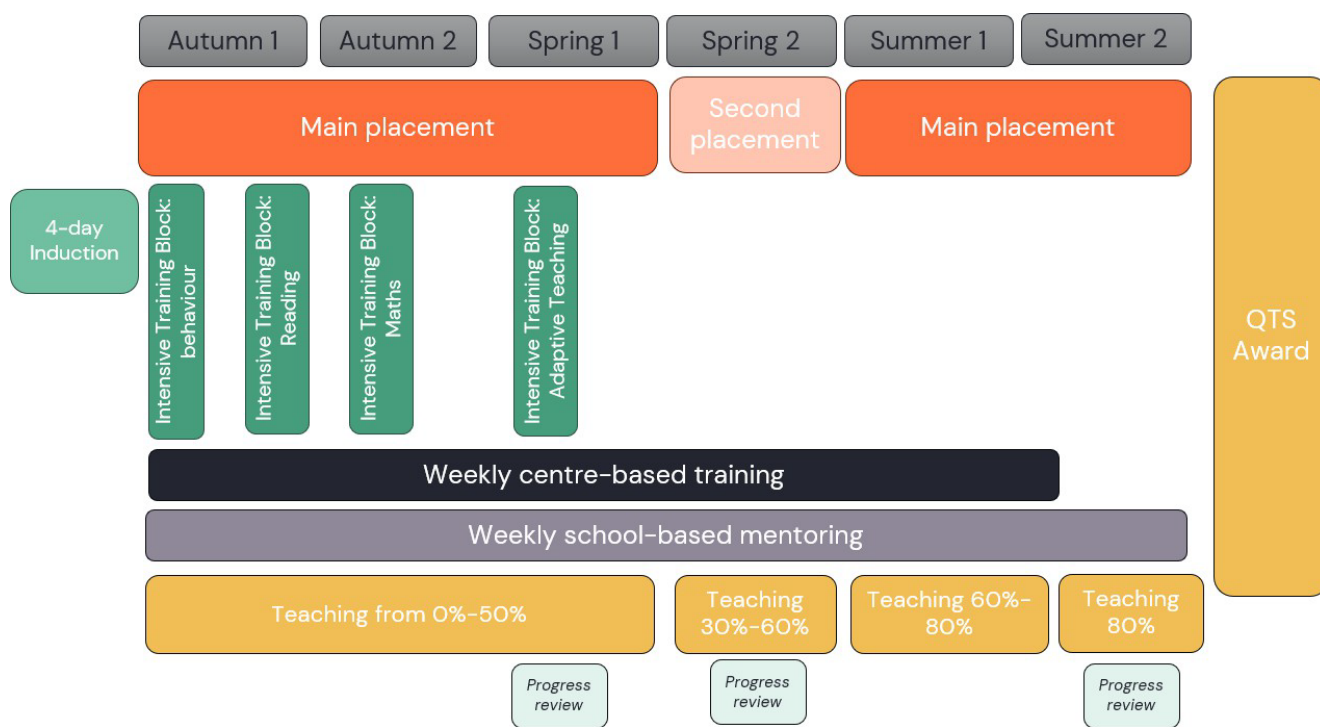 Autumn 1
Autumn 2
Spring 1
Spring 2
Summer 1
Summer 2
Main placement
Second
placement
Main placement
4-day
Induction
Intensive Training Block:
behaviour
Intensive Training Block:
Reading
Intensive Training Block:
Maths
Intensive Training Block:
Adaptive Teaching
QTS
Award
Weekly centre-based training
Weekly school-based mentoring
Teaching from 0%-50%
Teaching
30%-60%
Teaching 60%-
80%
Teaching
80%
Progress
review
Progress
review
Progress
review